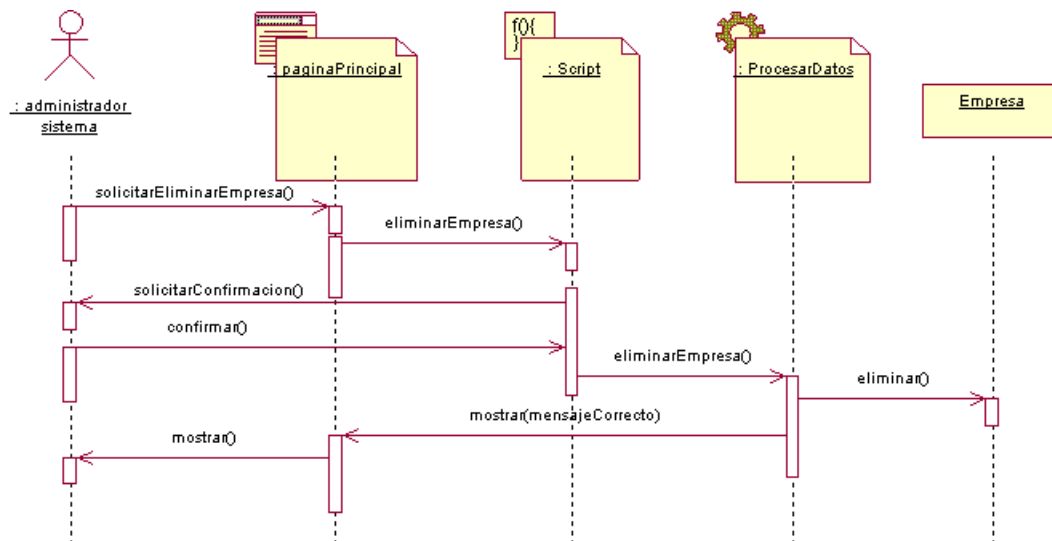 f(){
}
: paginaPrincipal
: Script
: ProcesarDatos
: administrador
sistema
Empresa
solicitarEliminarEmpresa()
eliminarEmpresa()
solicitarConfirmacion()
confirmar()
eliminarEmpresa()
eliminar()
mostrar(mensajeCorrecto)
mostrar()